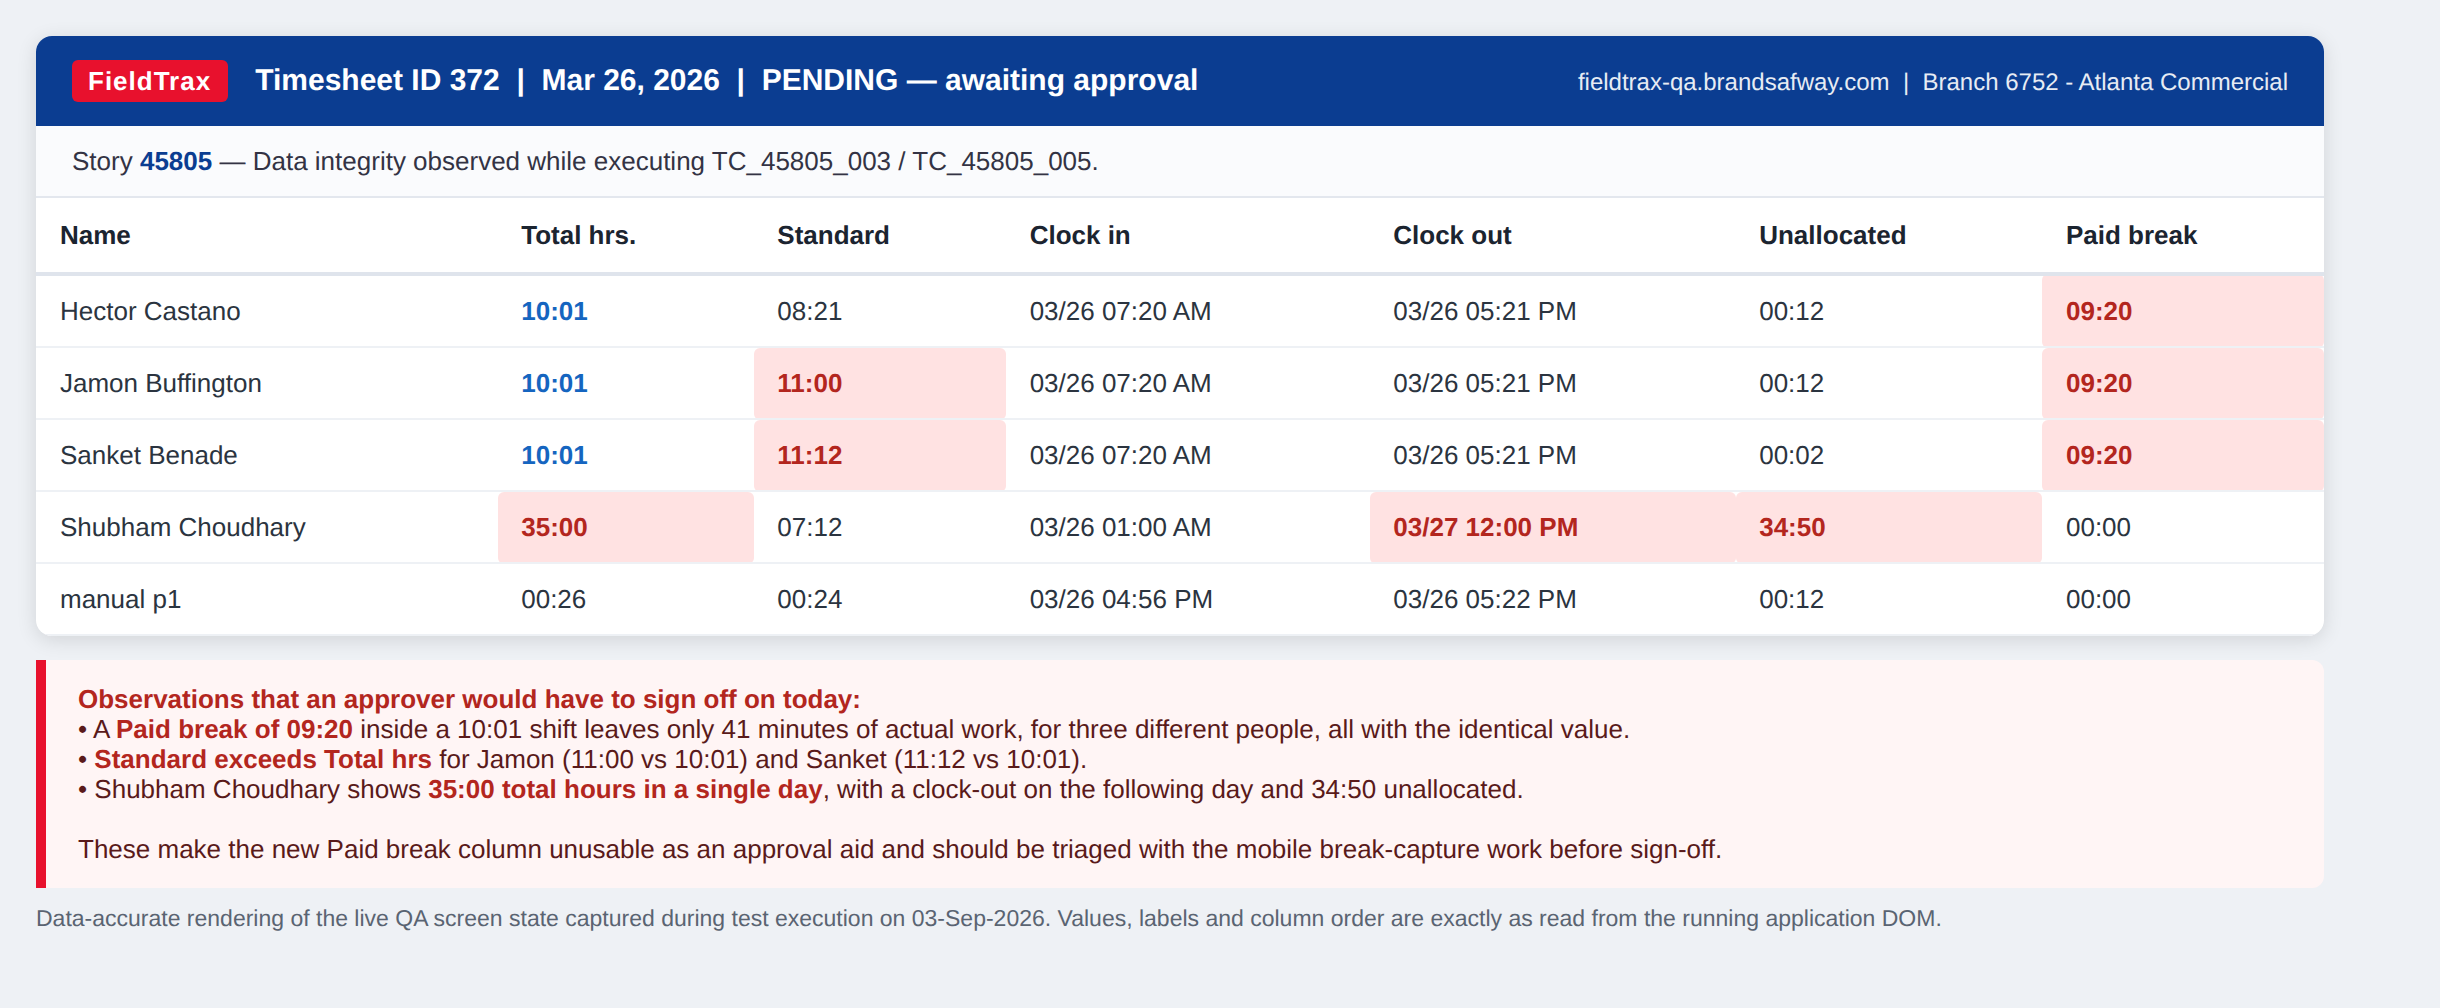 FieldTrax Timesheet ID 372 | Mar 26, 2026 | PENDING — awaiting approval fieldtrax-qa.brandsafway.com | Branch 6752 - Atlanta Commercial
Story 45805 — Data integrity observed while executing TC_45805_003 / TC_45805_005.
Name Total hrs. Standard Clock in Clock out Unallocated Paid break
Hector Castano 10:01 08:21 03/26 07:20 AM 03/26 05:21 PM 00:12 09:20
Jamon Buffington 10:01 11:00 03/26 07:20 AM 03/26 05:21 PM 00:12 09:20
Sanket Benade 10:01 11:12 03/26 07:20 AM 03/26 05:21 PM 00:02 09:20
Shubham Choudhary 35:00 07:12 03/26 01:00 AM 03/27 12:00 PM 34:50 00:00
manual p1 00:26 00:24 03/26 04:56 PM 03/26 05:22 PM 00:12 00:00
Observations that an approver would have to sign off on today:
• A Paid break of 09:20 inside a 10:01 shift leaves only 41 minutes of actual work, for three different people, all with the identical value.
• Standard exceeds Total hrs for Jamon (11:00 vs 10:01) and Sanket (11:12 vs 10:01).
• Shubham Choudhary shows 35:00 total hours in a single day, with a clock-out on the following day and 34:50 unallocated.
These make the new Paid break column unusable as an approval aid and should be triaged with the mobile break-capture work before sign-off.
Data-accurate rendering of the live QA screen state captured during test execution on 03-Sep-2026. Values, labels and column order are exactly as read from the running application DOM.